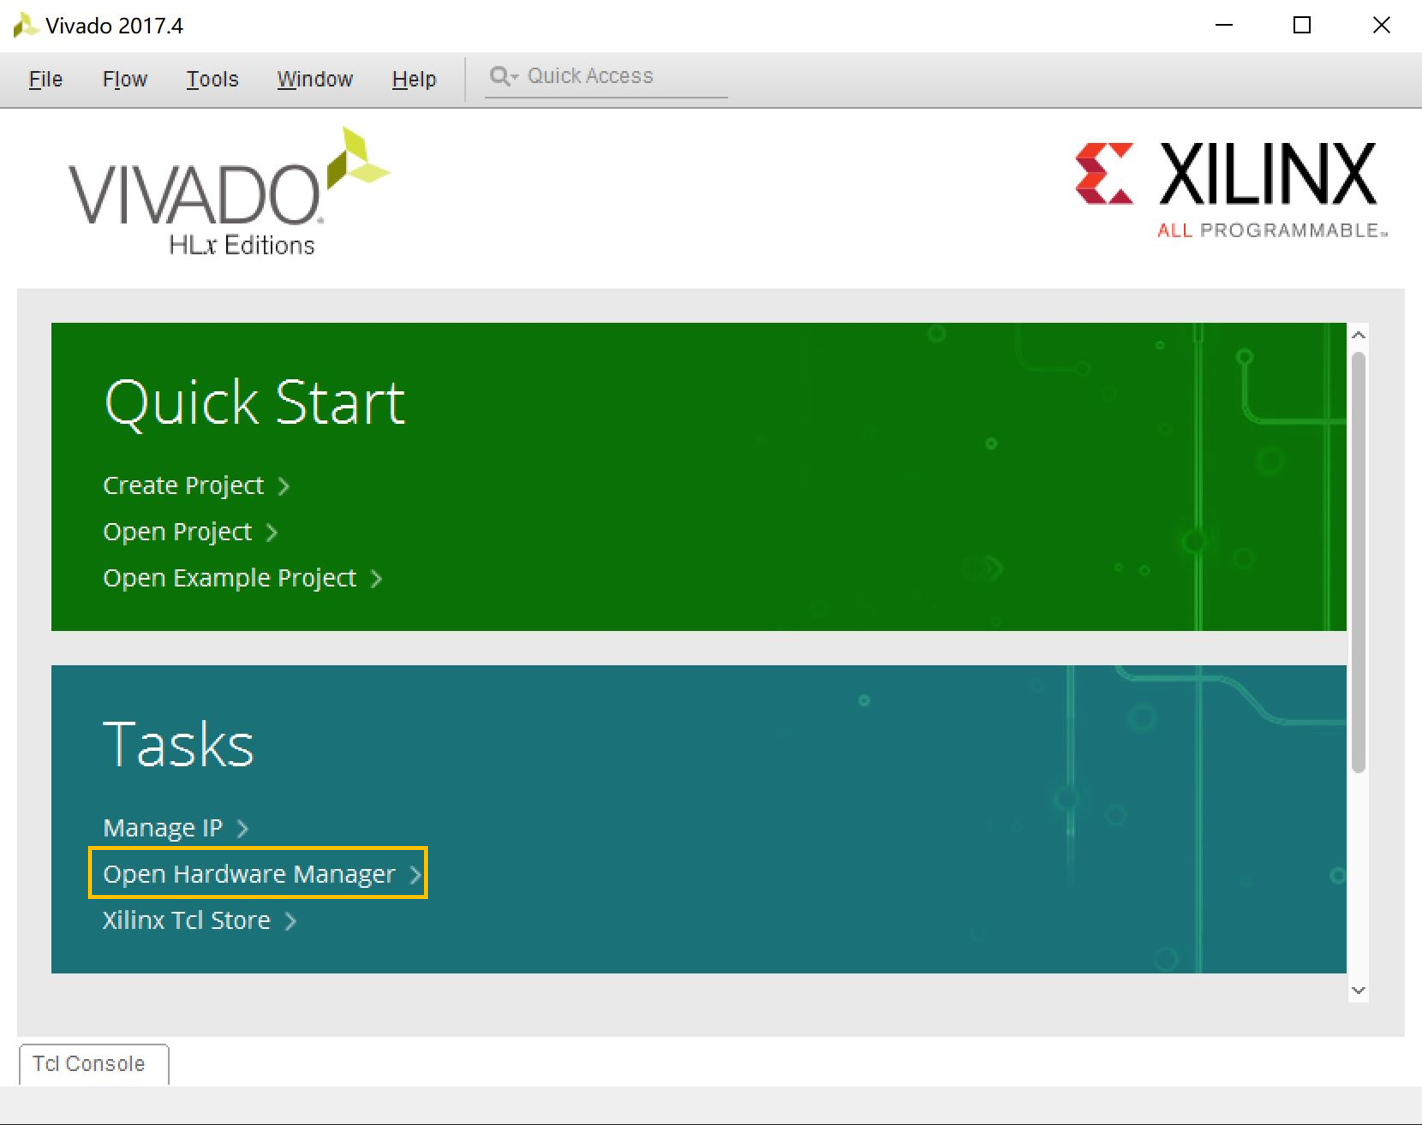 Vivado 2017.4
File Flow Tools Window Help Quick Access
VIVADO
HLx Editions
XILINX
ALL PROGRAMMABLE™
Quick Start
Create Project
Open Project
Open Example Project
Tasks
Manage IP
Open Hardware Manager
Xilinx Tcl Store
Tcl Console